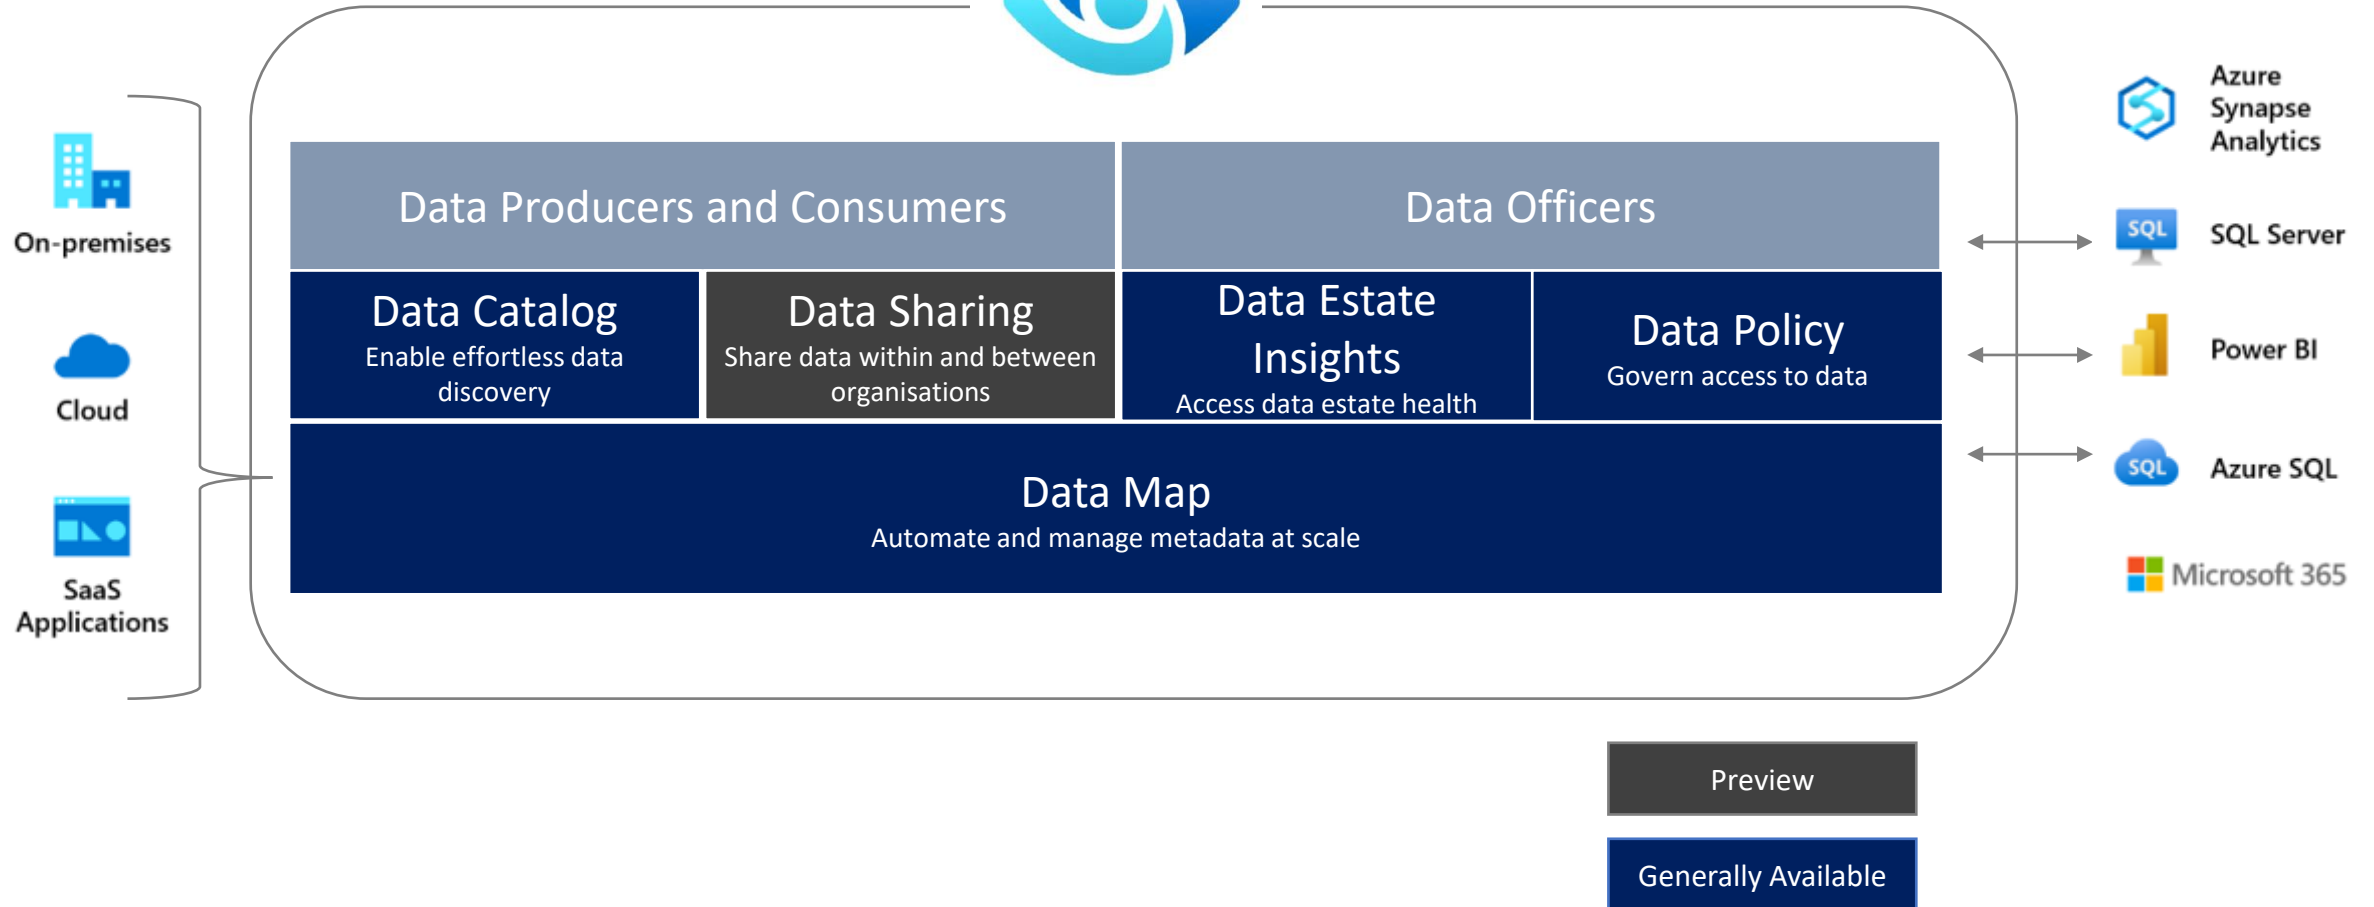 On-premises
Cloud
SaaS
Applications
Data Producers and Consumers
Data Officers
Data Catalog
Enable effortless data
discovery
Data Sharing
Share data within and between
organisations
Data Estate
Insights
Access data estate health
Data Policy
Govern access to data
Data Map
Automate and manage metadata at scale
Azure
Synapse
Analytics
SQL
SQL Server
Power BI
SQL
Azure SQL
Microsoft 365
Preview
Generally Available